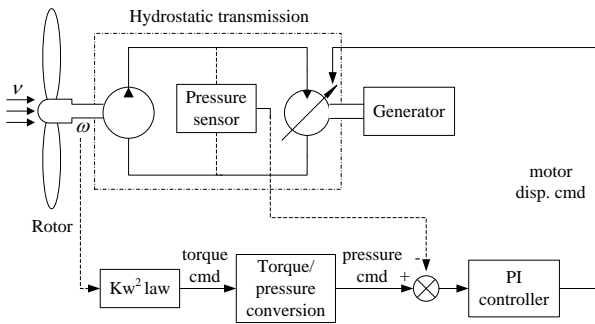 Hydrostatic transmission
ν
ω
Pressure
sensor
Generator
Rotor
motor
disp. cmd
torque
cmd
pressure
cmd
-
+
Kw² law
Torque/
pressure
conversion
PI
controller